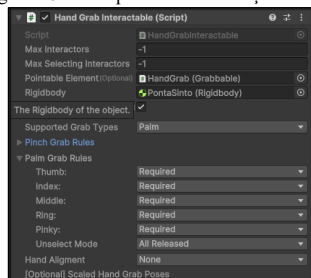 Hand Grab Interactable (Script)
Script HandGrabInteractable
Max Interactors -1
Max Selecting Interactors -1
Pointable Element (Optional) HandGrab (Grabbable)
Rigidbody PontaSinto (Rigidbody)
The Rigidbody of the object.
Supported Grab Types Palm
Pinch Grab Rules
Palm Grab Rules
Thumb: Required
Index: Required
Middle: Required
Ring: Required
Pinky: Required
Unselect Mode All Released
Hand Aligment None
[Optional] Scaled Hand Grab Poses